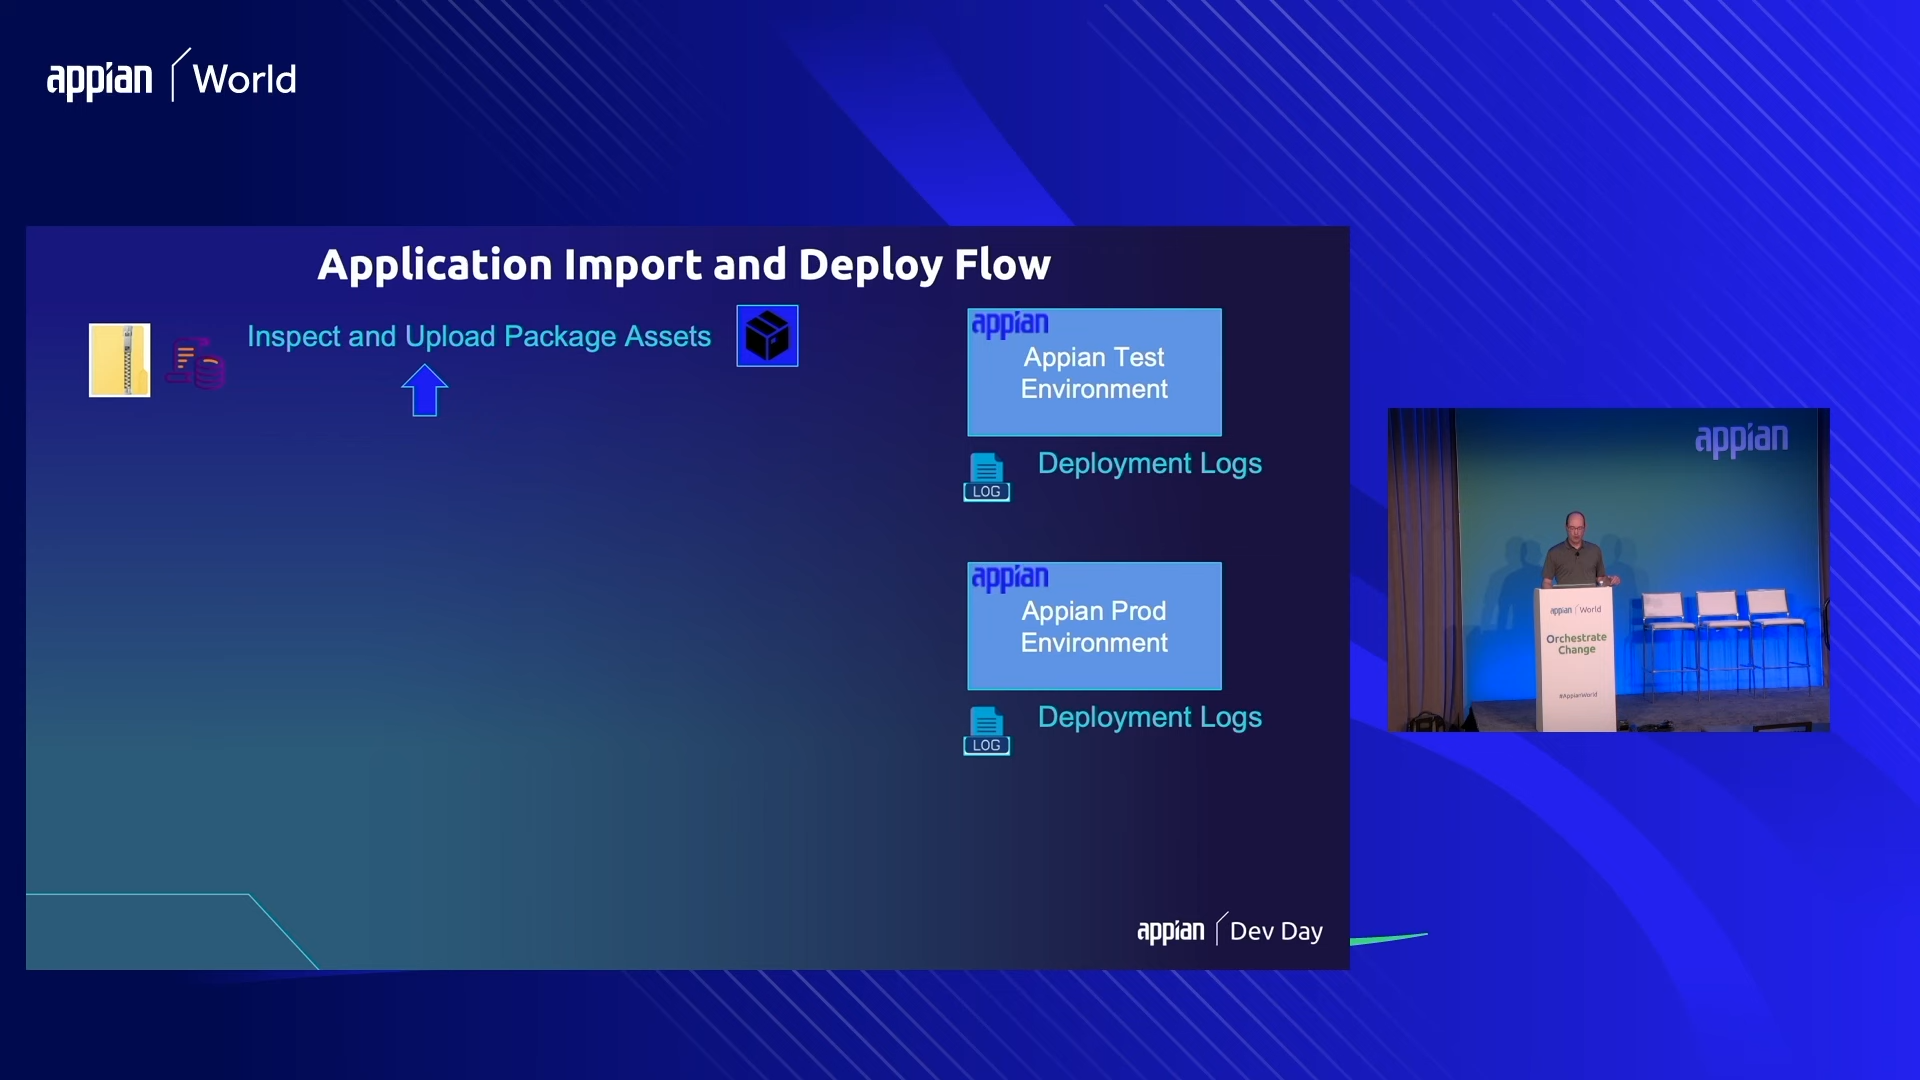 appian World
Application Import and Deploy Flow
Inspect and Upload Package Assets
appian
Appian Test
Environment
LOG
Deployment Logs
appian
Appian Prod
Environment
LOG
Deployment Logs
appian Dev Day
appian
appian World
Orchestrate
Change
#AppianWorld